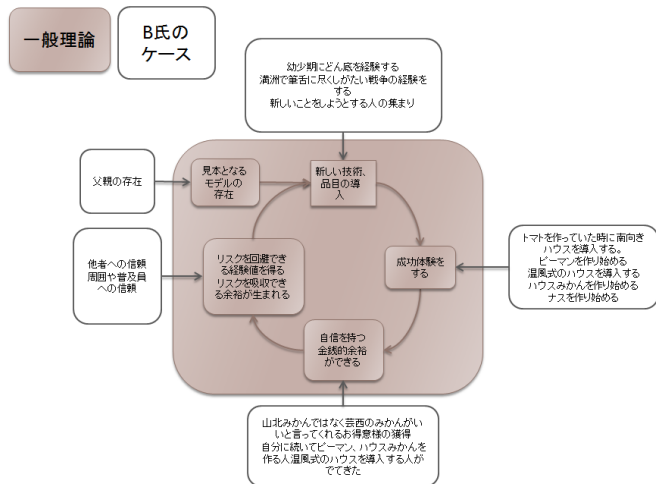 一般理論
B氏の
ケース
幼少期にどん底を経験する
満洲で筆舌に尽くしがたい戦争の経験を
する
新しいことをしようとする人の集まり
父親の存在
見本となる
モデルの
存在
新しい技術、
品目の導
入
他者への信頼
周囲や普及員
への信頼
リスクを回避でき
る経験値を得る
リスクを吸収でき
る余裕が生まれる
成功体験を
する
トマトを作っていた時に南向き
ハウスを導入する。
ピーマンを作り始める
温風式のハウスを導入する
ハウスみかんを作り始める
ナスを作り始める
自信を持つ
金銭的余裕
ができる
山北みかんではなく芸西のみかんがい
いと言ってくれるお得意様の獲得
自分に続いてピーマン、ハウスみかんを
作る人温風式のハウスを導入する人が
でてきた